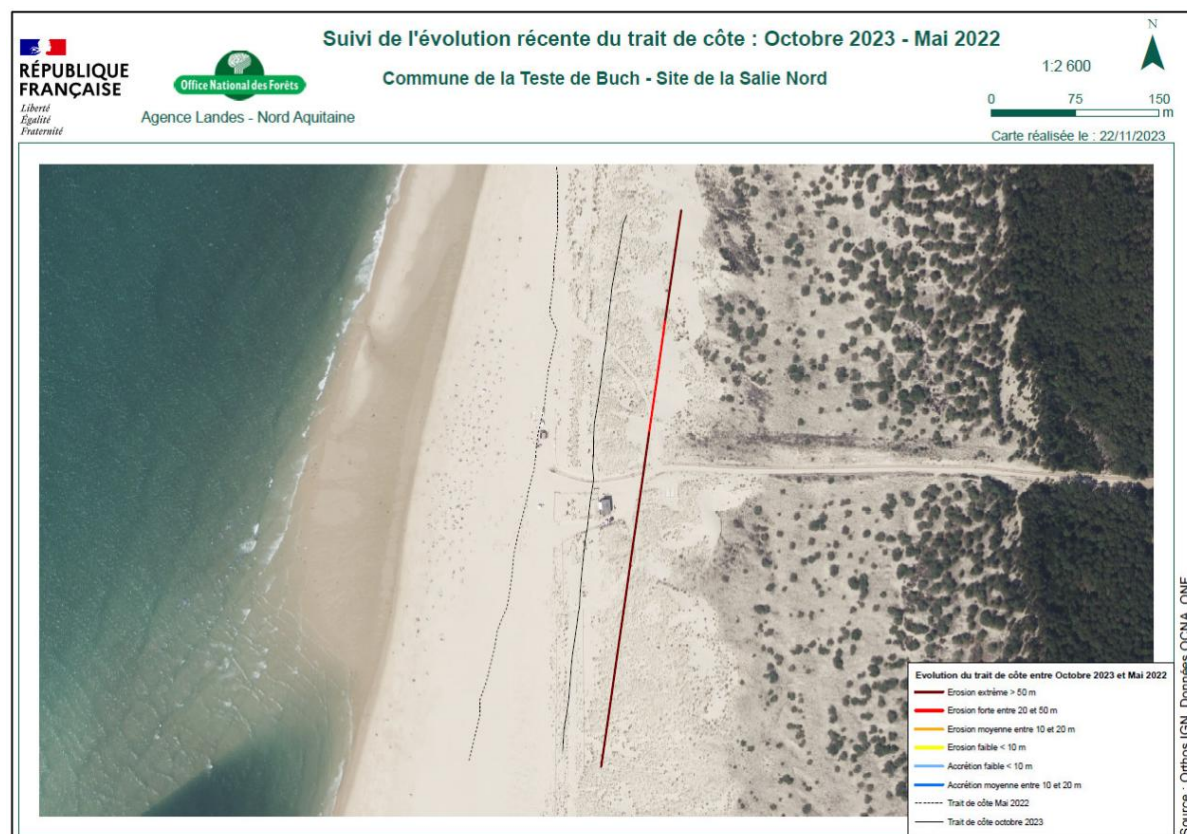 RÉPUBLIQUE
FRANÇAISE
Liberté
Égalité
Fraternité
Office National des Forêts
Agence Landes - Nord Aquitaine
Suivi de l'évolution récente du trait de côte : Octobre 2023 - Mai 2022
Commune de la Teste de Buch - Site de la Salie Nord
1:2 600
N
0 75 150
m
Carte réalisée le : 22/11/2023
Evolution du trait de côte entre Octobre 2023 et Mai 2022
Erosion extrême > 50 m
Erosion forte entre 20 et 50 m
Erosion moyenne entre 10 et 20 m
Erosion faible < 10 m
Accrétion faible < 10 m
Accrétion moyenne entre 10 et 20 m
Trait de côte Mai 2022
Trait de côte octobre 2023
Source : Orthos IGN, Données OCNA, ONF